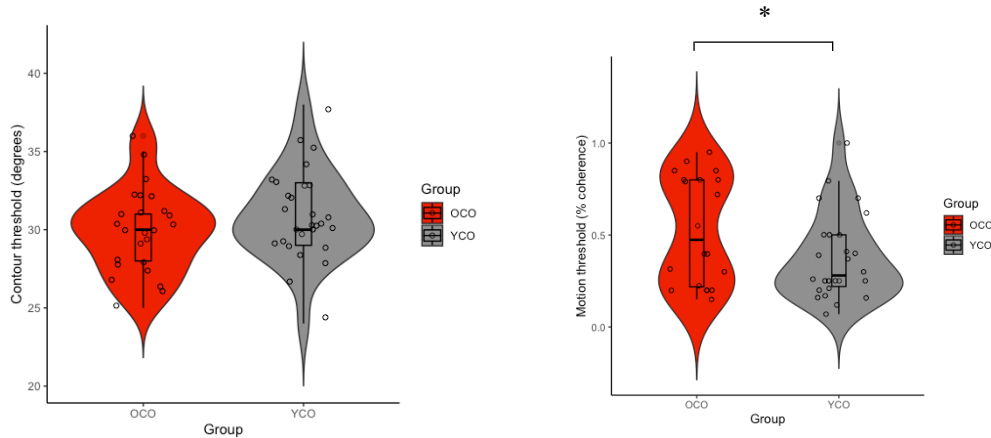 Contour threshold (degrees)
40
35
30
25
20
OCO
YCO
Group
Group
OCO
YCO
*
Motion threshold (% coherence)
1.0
0.5
0.0
OCO
YCO
Group
Group
OCO
YCO